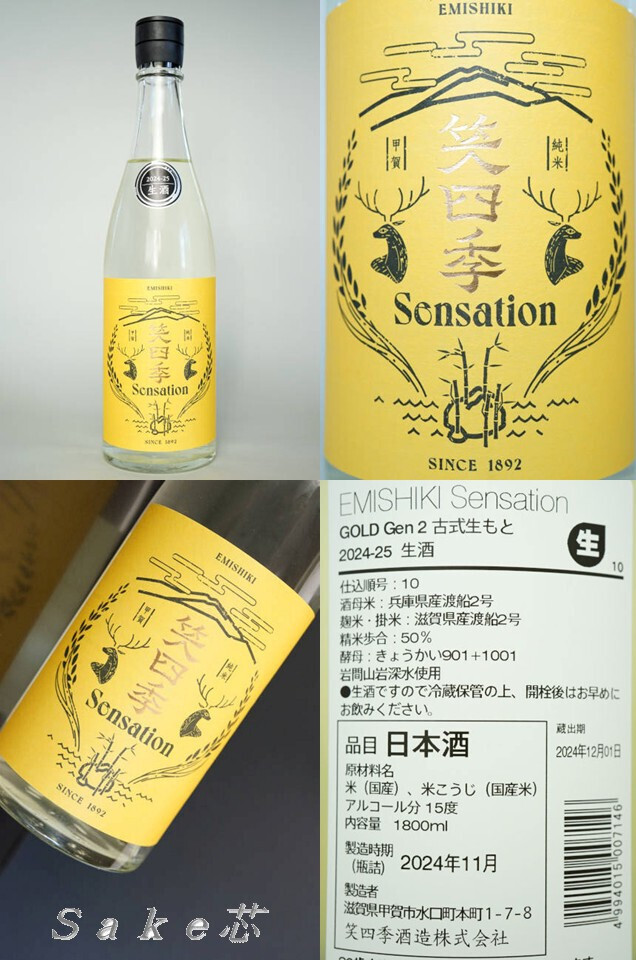 2024-25
生酒
EMISHIKI
甲賀
純米
笑四季
Sensation
SINCE 1892
EMISHIKI
甲賀
純米
笑四季
Sensation
SINCE 1892
EMISHIKI
甲賀
純米
笑四季
Sensation
SINCE 1892
Sake芯
EMISHIKI Sensation
GOLD Gen 2 古式生もと
2024-25 生酒
生
10
仕込順号：10
酒母米：兵庫県産渡船2号
麹米・掛米：滋賀県産渡船2号
精米歩合：50％
酵母：きょうかい901+1001
岩間山岩深水使用
●生酒ですので冷蔵保管の上、開栓後はお早めに
お飲みください。
品目 日本酒
原材料名
米（国産）、米こうじ（国産米）
アルコール分 15度
内容量 1800ml
製造時期
（瓶詰） 2024年11月
製造者
滋賀県甲賀市水口町本町1-7-8
笑四季酒造株式会社
蔵出期
2024年12月01日
4 994015 007146